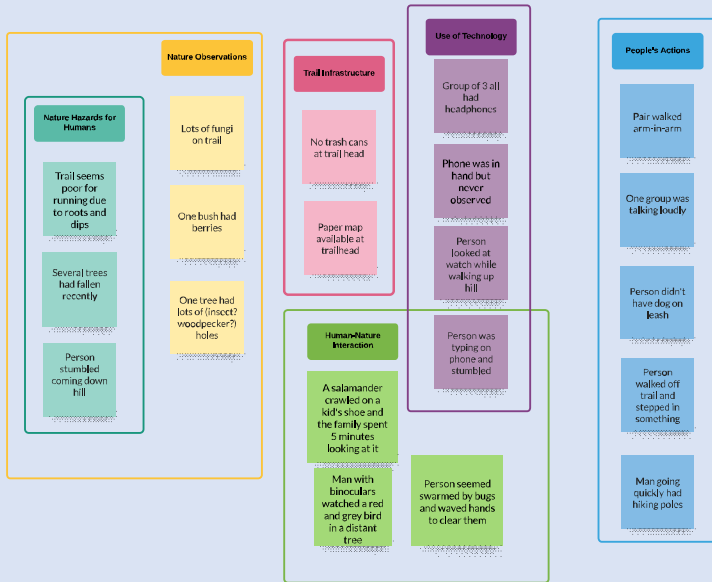 Nature Observations
Nature Hazards for
Humans
Trail seems
poor for
running due
to roots and
dips
Several trees
had fallen
recently
Person
stumbled
coming down
hill
Lots of fungi
on trail
One bush had
berries
One tree had
lots of (insect?
woodpecker?)
holes
Trail Infrastructure
No trash cans
at trail head
Paper map
available at
trailhead
Use of Technology
Group of 3 all
had
headphones
Phone was in
hand but
never
observed
Person
looked at
watch while
walking up
hill
Person was
typing on
phone and
stumbled
Human-Nature
Interaction
A salamander
crawled on a
kid's shoe and
the family spent
5 minutes
looking at it
Man with
binoculars
watched a red
and grey bird
in a distant
tree
Person seemed
swarmed by bugs
and waved hands
to clear them
People's Actions
Pair walked
arm-in-arm
One group was
talking loudly
Person didn't
have dog on
leash
Person
walked off
trail and
stepped in
something
Man going
quickly had
hiking poles